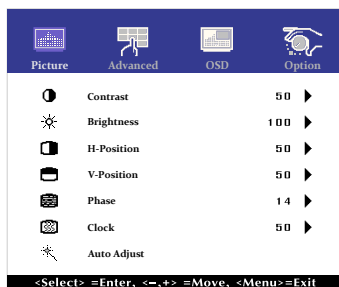 Picture Advanced OSD Option
Contrast 50
Brightness 100
H-Position 50
V-Position 50
Phase 14
Clock 50
Auto Adjust
<Select> =Enter, <–,+> =Move, <Menu>=Exit